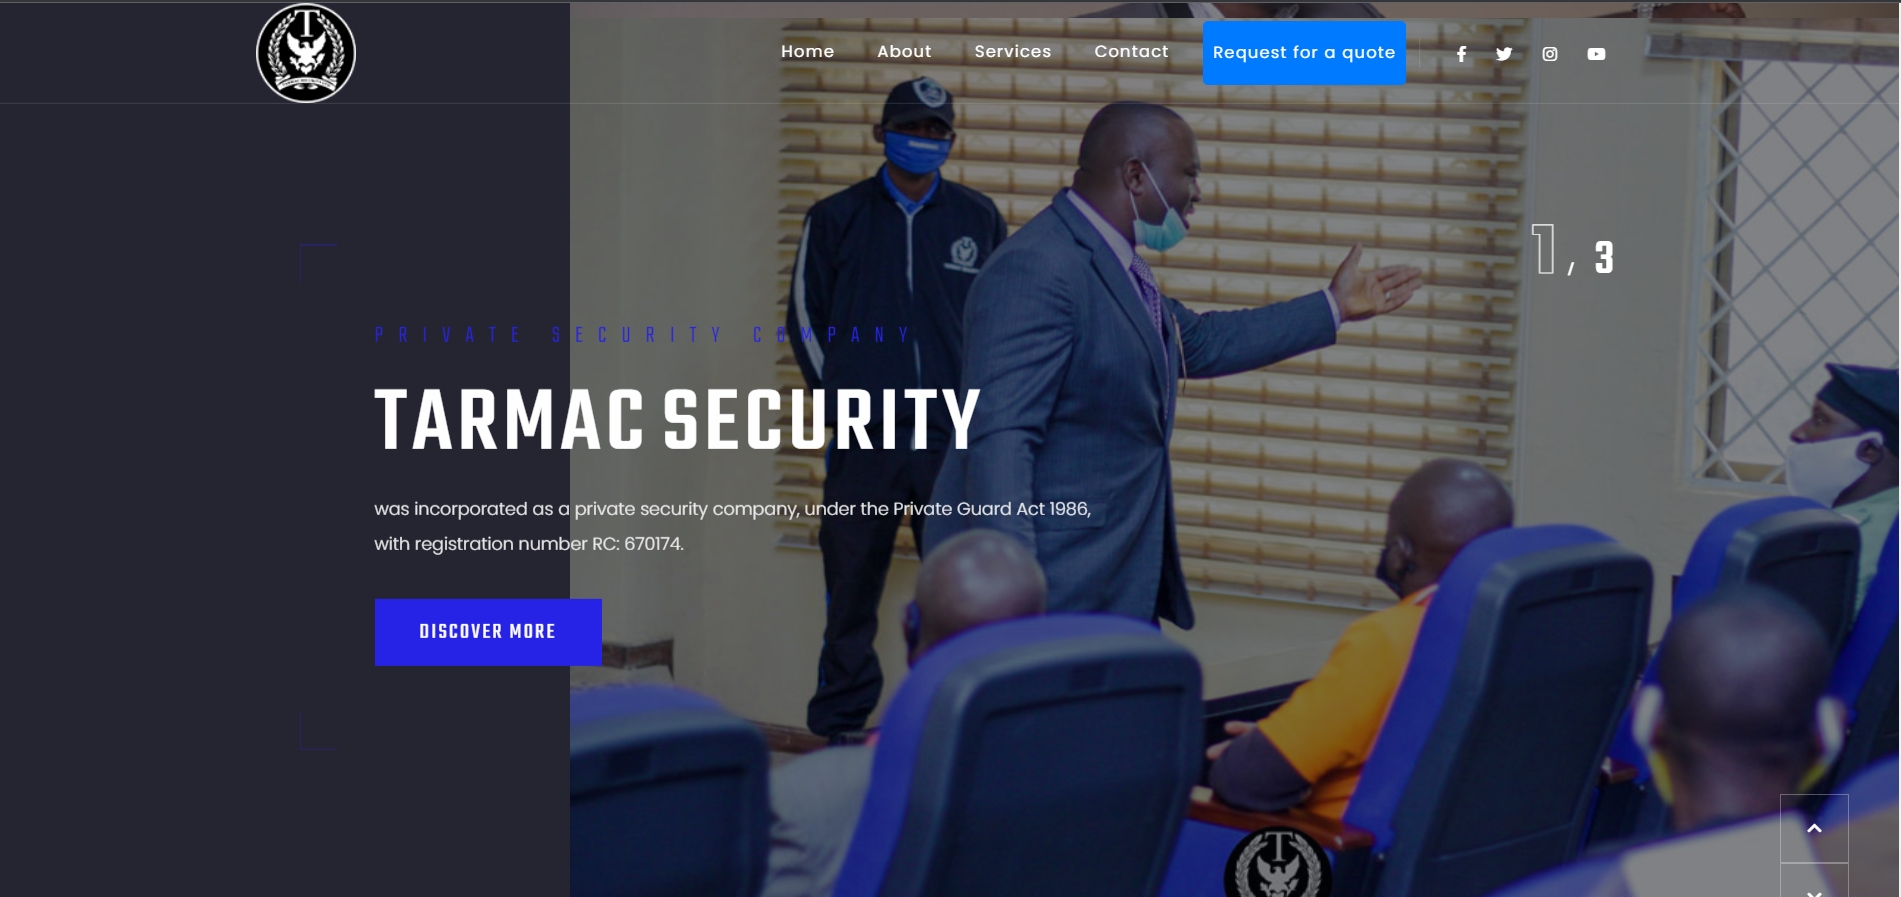 Home About Services Contact Request for a quote
1 / 3
PRIVATE SECURITY COMPANY
TARMAC SECURITY
was incorporated as a private security company, under the Private Guard Act 1986,
with registration number RC: 670174.
DISCOVER MORE
T